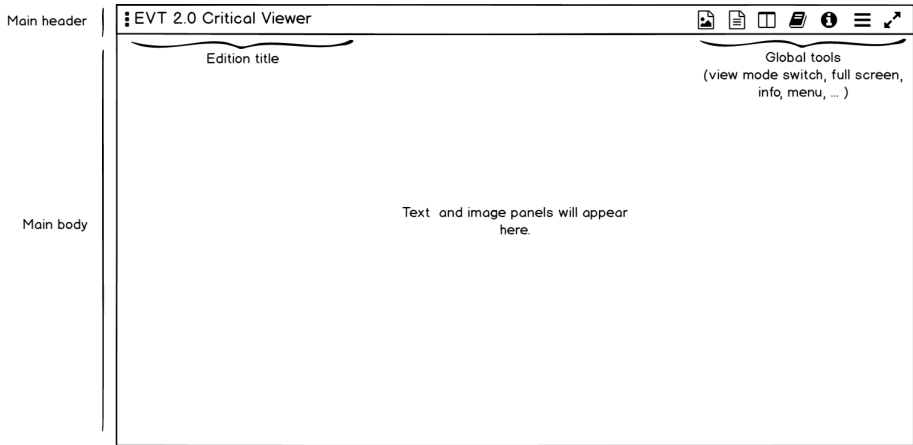 Main header
EVT 2.0 Critical Viewer
Edition title
Global tools
(view mode switch, full screen,
info, menu, ... )
Main body
Text and image panels will appear
here.